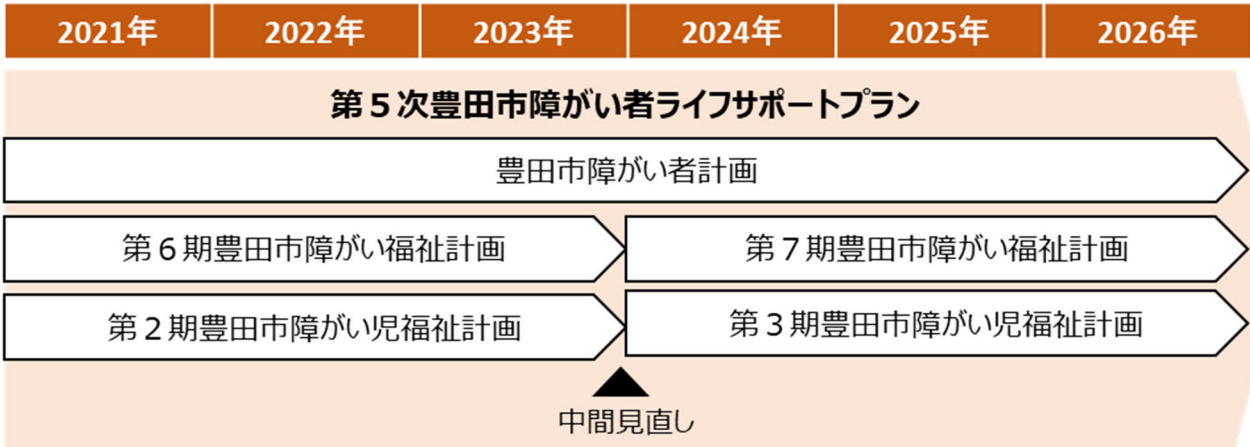 2021年 2022年 2023年 2024年 2025年 2026年
第５次豊田市障がい者ライフサポートプラン
豊田市障がい者計画
第６期豊田市障がい福祉計画 第７期豊田市障がい福祉計画
第２期豊田市障がい児福祉計画 第３期豊田市障がい児福祉計画
中間見直し